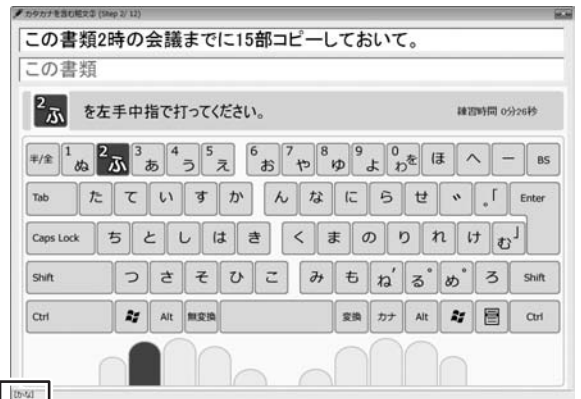 カタカナを含む短文② (Step 2/ 12)
この書類2時の会議までに15部コピーしておいて。
この書類
2ふ を左手中指で打ってください。 練習時間 0分26秒
半/全 1ぬ 2ふ 3あ 4う 5え 6お 7や 8ゆ 9よ 0わを ほ へ ー BS
Tab た て い す か ん な に ら せ ゛ ゜「 Enter
Caps Lock ち と し は き く ま の り れ け む」
Shift つ さ そ ひ こ み も ね、 る。 め・ ろ Shift
Ctrl Alt 無変換 変換 カナ Alt Ctrl
[かな]